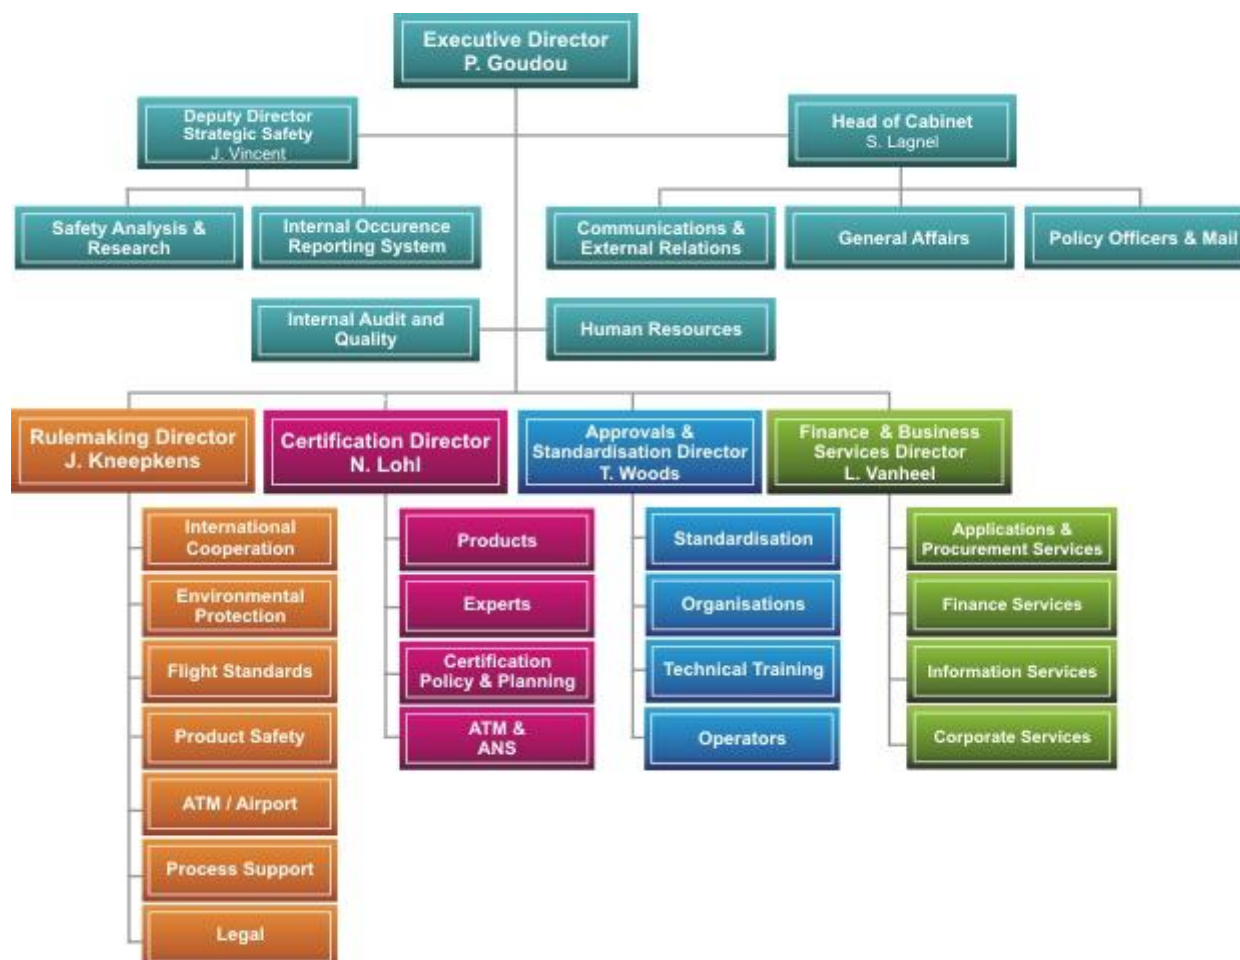 Executive Director
P. Goudou
Deputy Director
Strategic Safety
J. Vincent
Head of Cabinet
S. Lagnel
Safety Analysis &
Research
Internal Occurence
Reporting System
Communications &
External Relations
General Affairs
Policy Officers & Mail
Internal Audit and
Quality
Human Resources
Rulemaking Director
J. Kneepkens
Certification Director
N. Lohl
Approvals &
Standardisation Director
T. Woods
Finance & Business
Services Director
L. Vanheel
International
Cooperation
Environmental
Protection
Flight Standards
Product Safety
ATM / Airport
Process Support
Legal
Products
Experts
Certification
Policy & Planning
ATM &
ANS
Standardisation
Organisations
Technical Training
Operators
Applications &
Procurement Services
Finance Services
Information Services
Corporate Services